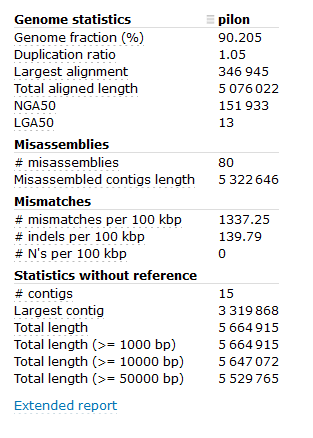 Genome statistics pilon
Genome fraction (%) 90.205
Duplication ratio 1.05
Largest alignment 346 945
Total aligned length 5 076 022
NGA50 151 933
LGA50 13
Misassemblies
# misassemblies 80
Misassembled contigs length 5 322 646
Mismatches
# mismatches per 100 kbp 1337.25
# indels per 100 kbp 139.79
# N's per 100 kbp 0
Statistics without reference
# contigs 15
Largest contig 3 319 868
Total length 5 664 915
Total length (>= 1000 bp) 5 664 915
Total length (>= 10000 bp) 5 647 072
Total length (>= 50000 bp) 5 529 765
Extended report